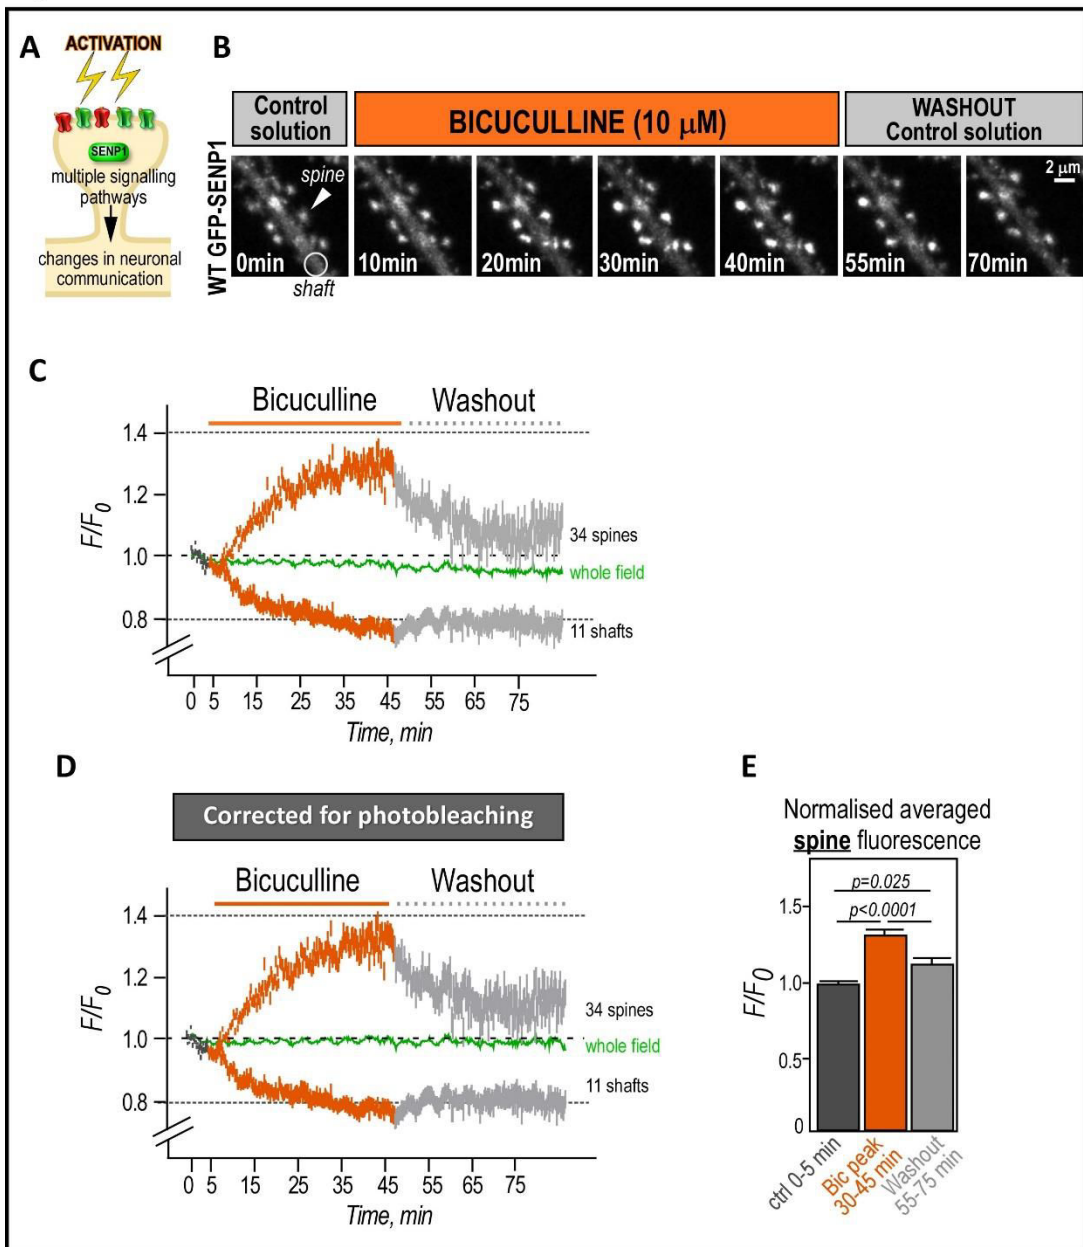 A
ACTIVATION
SENP1
multiple signalling
pathways
changes in neuronal
communication
B
Control
solution
BICUCULLINE (10 μM)
WASHOUT
Control solution
WT GFP-SENP1
spine
shaft
2 μm
0min
10min
20min
30min
40min
55min
70min
C
Bicuculline
Washout
F/F0
1.4
1.2
1.0
0.8
34 spines
whole field
11 shafts
0 5 15 25 35 45 55 65 75
Time, min
D
Corrected for photobleaching
Bicuculline
Washout
F/F0
1.4
1.2
1.0
0.8
34 spines
whole field
11 shafts
0 5 15 25 35 45 55 65 75
Time, min
E
Normalised averaged
spine fluorescence
p=0.025
p<0.0001
F/F0
1.5
1.0
0.5
0
ctrl 0-5 min
Bic peak
30-45 min
Washout
55-75 min